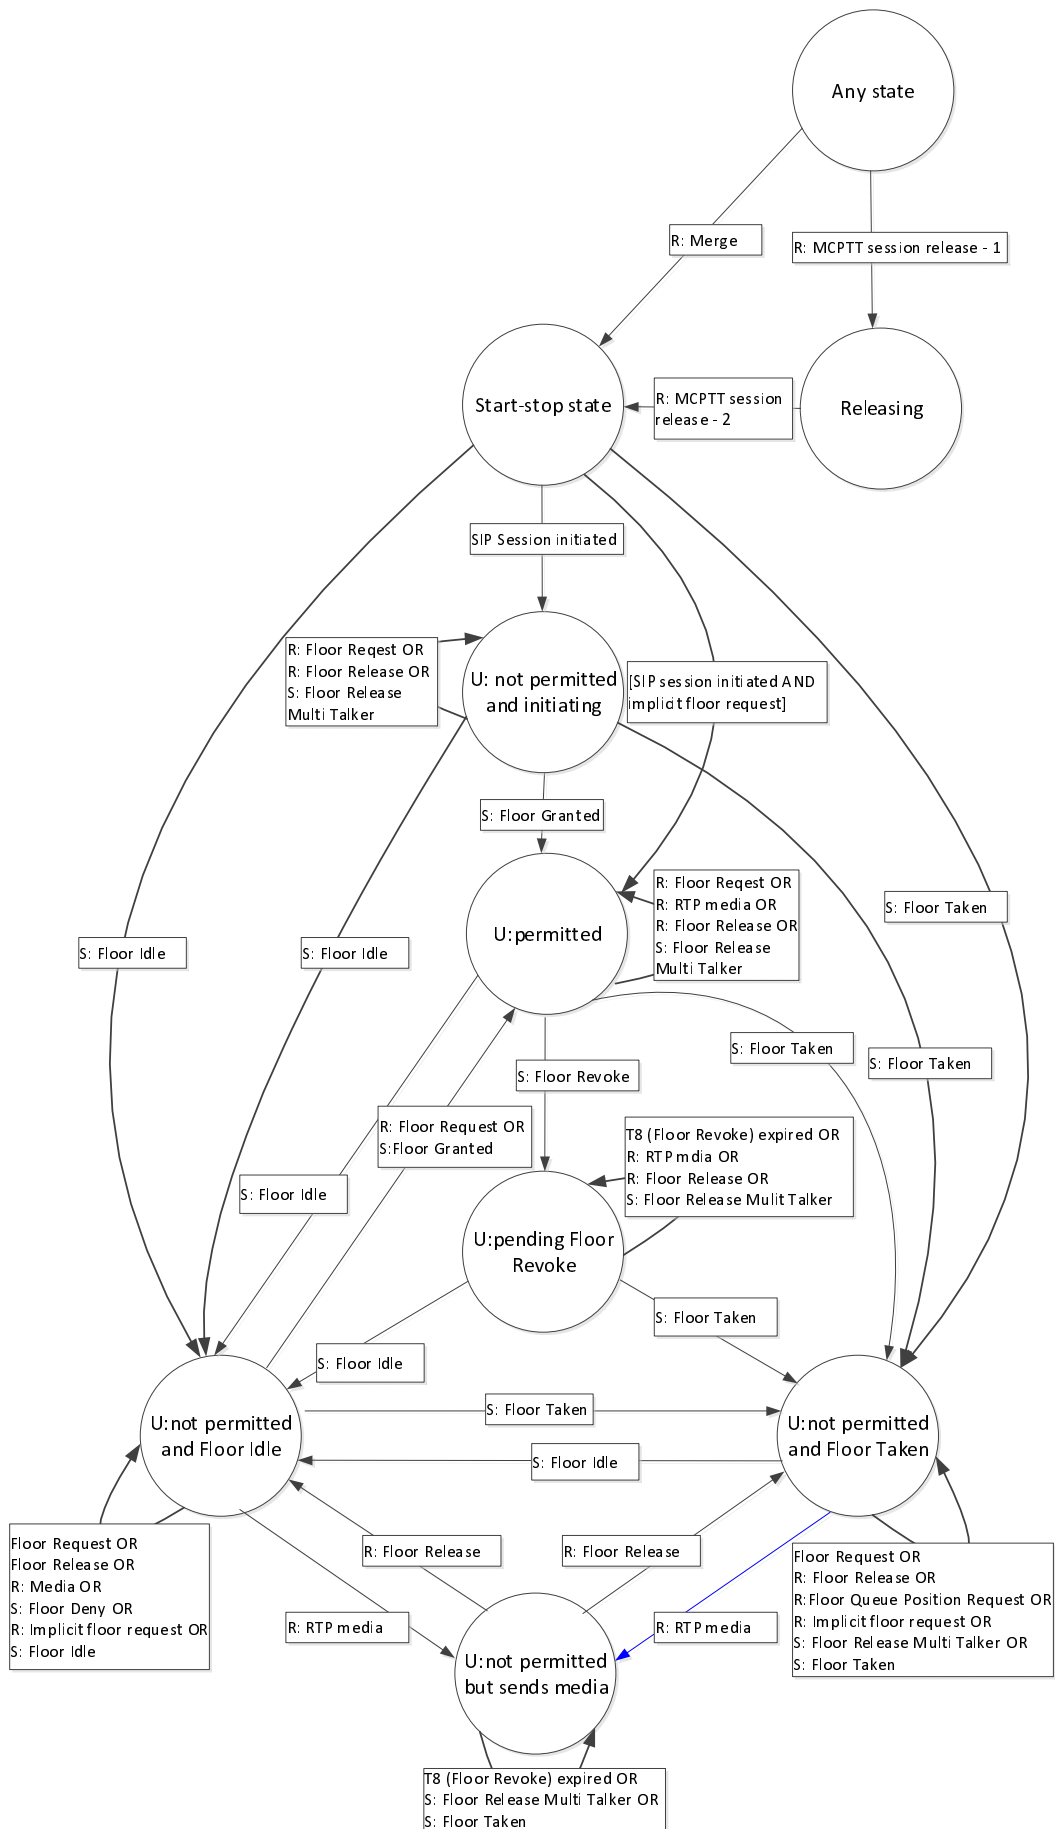 Any state
R: Merge
R: MCPTT session release - 1
Start-stop state
R: MCPTT session
release - 2
Releasing
SIP Session initiated
R: Floor Reqest OR
R: Floor Release OR
S: Floor Release
Multi Talker
U: not permitted
and initiating
[SIP session initiated AND
implicit floor request]
S: Floor Granted
R: Floor Reqest OR
R: RTP media OR
R: Floor Release OR
S: Floor Release
Multi Talker
U:permitted
S: Floor Taken
S: Floor Idle
S: Floor Idle
S: Floor Taken
S: Floor Taken
S: Floor Revoke
R: Floor Request OR
S:Floor Granted
T8 (Floor Revoke) expired OR
R: RTP mdia OR
R: Floor Release OR
S: Floor Release Mulit Talker
S: Floor Idle
U:pending Floor
Revoke
S: Floor Taken
S: Floor Idle
U:not permitted
and Floor Idle
S: Floor Taken
U:not permitted
and Floor Taken
S: Floor Idle
Floor Request OR
Floor Release OR
R: Media OR
S: Floor Deny OR
R: Implicit floor request OR
S: Floor Idle
R: Floor Release
R: Floor Release
Floor Request OR
R: Floor Release OR
R:Floor Queue Position Request OR
R: Implicit floor request OR
S: Floor Release Multi Talker OR
S: Floor Taken
R: RTP media
R: RTP media
U:not permitted
but sends media
T8 (Floor Revoke) expired OR
S: Floor Release Multi Talker OR
S: Floor Taken